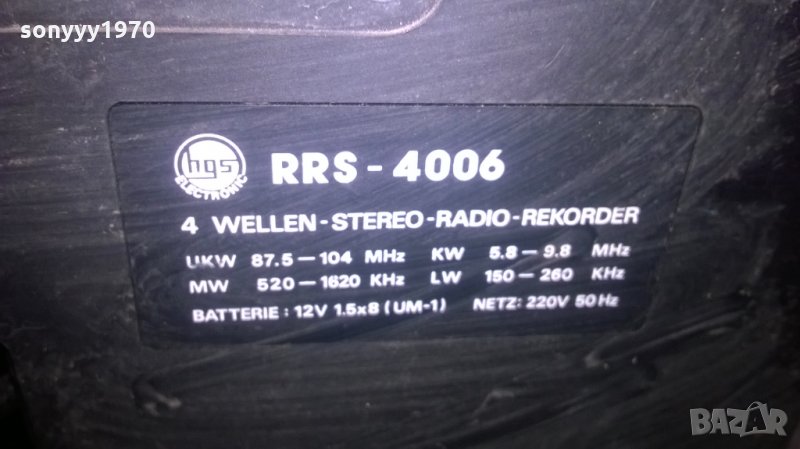 sonyyy1970
hgs
ELECTRONIC
RRS - 4006
4 WELLEN-STEREO-RADIO-REKORDER
UKW 87.5-104 MHz KW 5.8-9.8 MHz
MW 520-1620 KHz LW 150-260 KHz
BATTERIE : 12V 1.5x8 (UM-1) NETZ: 220V 50Hz
BAZAR